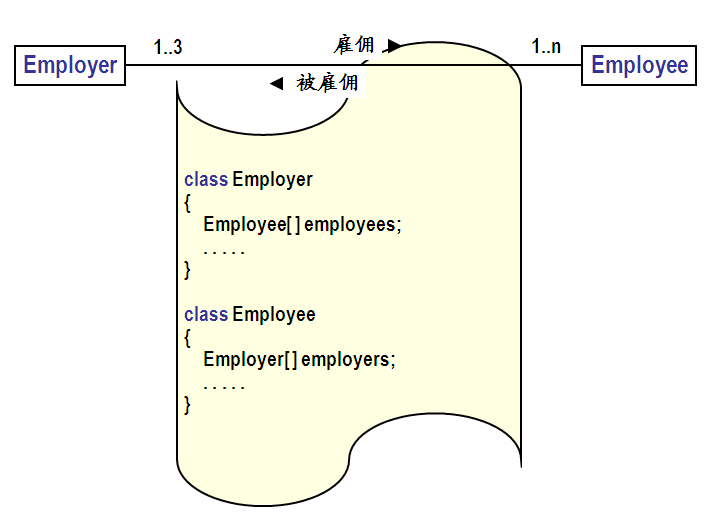 1..3
雇佣 ►
1..n
Employer
Employee
◄ 被雇佣
class Employer
{
Employee[ ] employees;
. . . . .
}
class Employee
{
Employer[ ] employers;
. . . . .
}